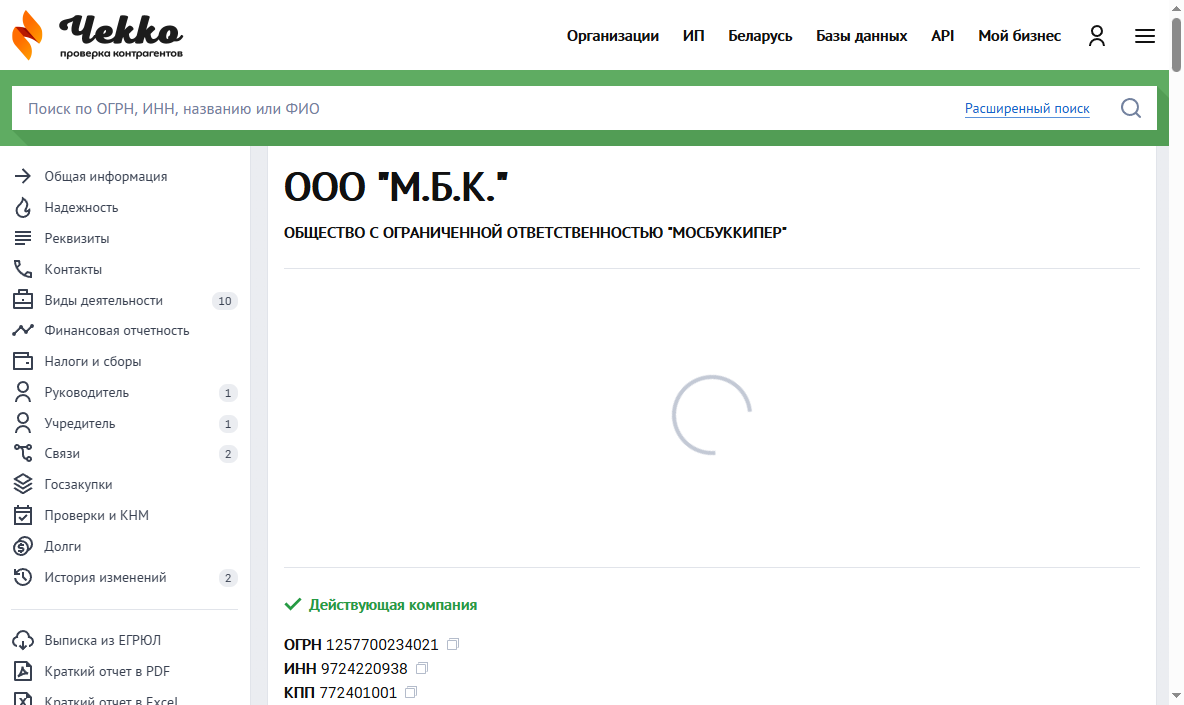 Чекко
проверка контрагентов
Организации ИП Беларусь Базы данных API Мой бизнес
Поиск по ОГРН, ИНН, названию или ФИО Расширенный поиск
Общая информация
Надежность
Реквизиты
Контакты
Виды деятельности 10
Финансовая отчетность
Налоги и сборы
Руководитель 1
Учредитель 1
Связи 2
Госзакупки
Проверки и КНМ
Долги
История изменений 2
Выписка из ЕГРЮЛ
Краткий отчет в PDF
Краткий отчет в Excel
ООО "М.Б.К."
ОБЩЕСТВО С ОГРАНИЧЕННОЙ ОТВЕТСТВЕННОСТЬЮ "МОСБУККИПЕР"
Действующая компания
ОГРН 1257700234021
ИНН 9724220938
КПП 772401001